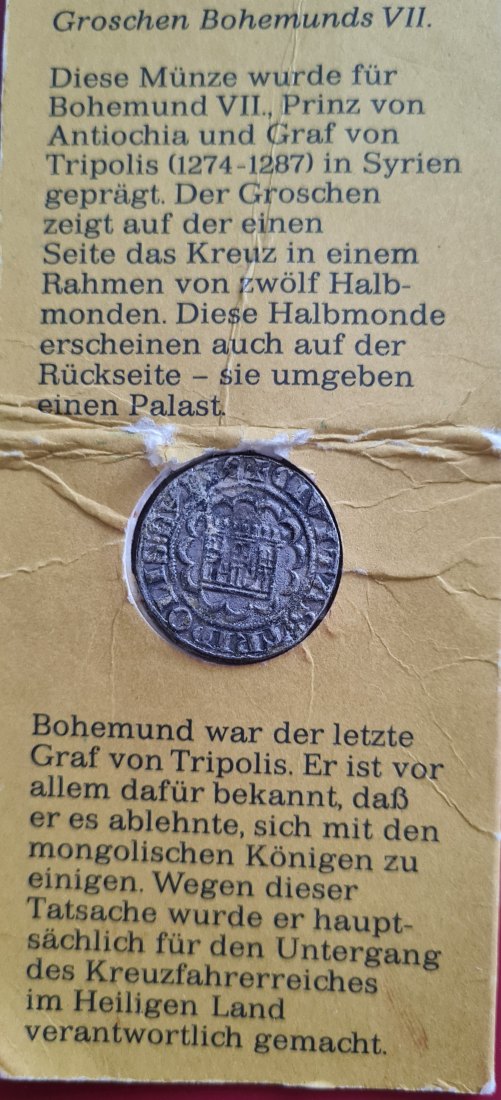 Groschen Bohemunds VII.
Diese Münze wurde für
Bohemund VII., Prinz von
Antiochia und Graf von
Tripolis (1274-1287) in Syrien
geprägt. Der Groschen
zeigt auf der einen
Seite das Kreuz in einem
Rahmen von zwölf Halb-
monden. Diese Halbmonde
erscheinen auch auf der
Rückseite – sie umgeben
einen Palast.
CIVITAS TRIPOLIS
Bohemund war der letzte
Graf von Tripolis. Er ist vor
allem dafür bekannt, daß
er es ablehnte, sich mit den
mongolischen Königen zu
einigen. Wegen dieser
Tatsache wurde er haupt-
sächlich für den Untergang
des Kreuzfahrerreiches
im Heiligen Land
verantwortlich gemacht.